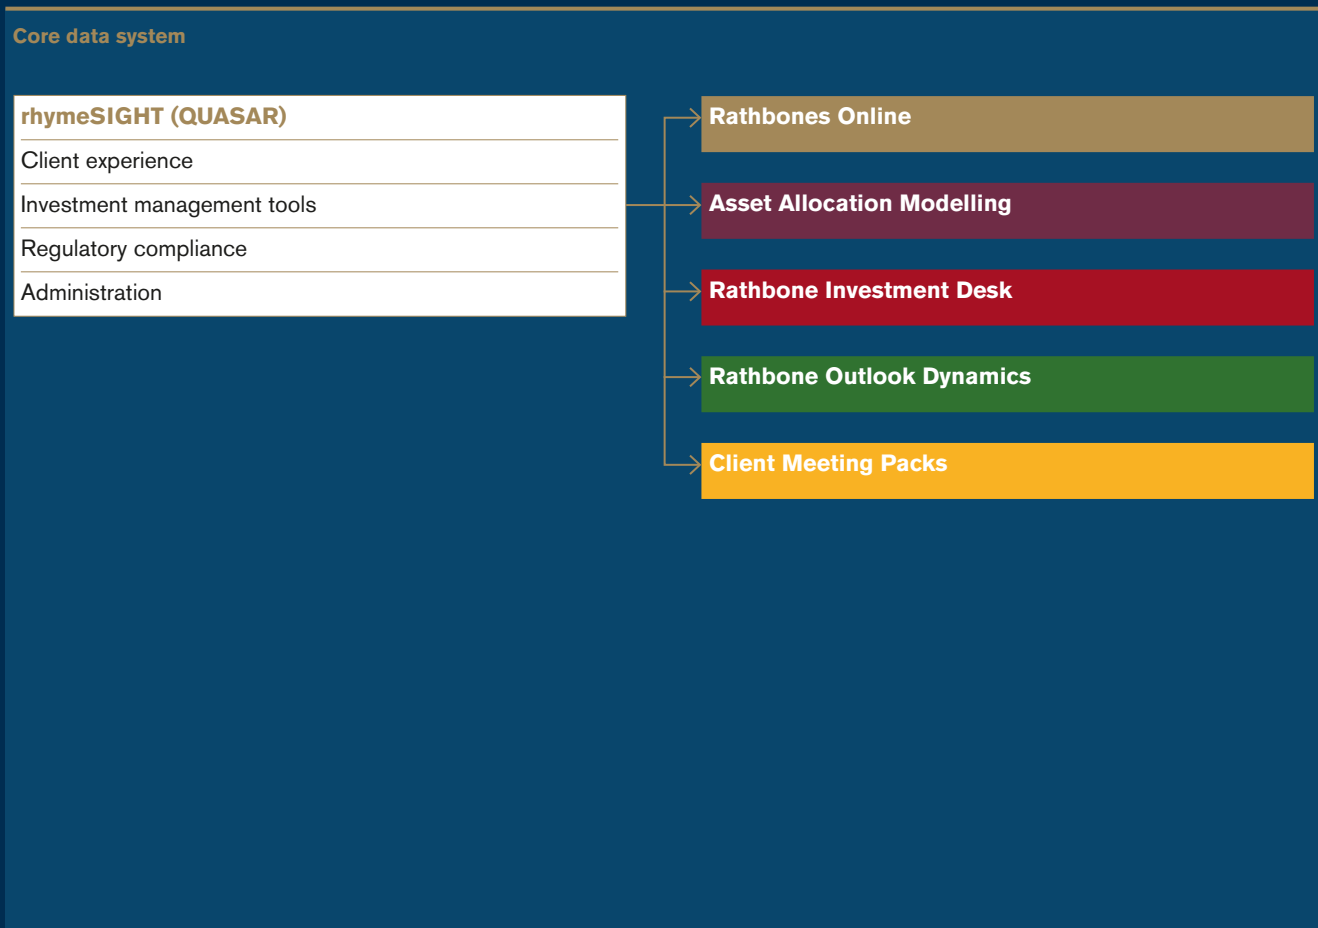 Core data system
rhymeSIGHT (QUASAR)
Client experience
Investment management tools
Regulatory compliance
Administration
Rathbones Online
Asset Allocation Modelling
Rathbone Investment Desk
Rathbone Outlook Dynamics
Client Meeting Packs